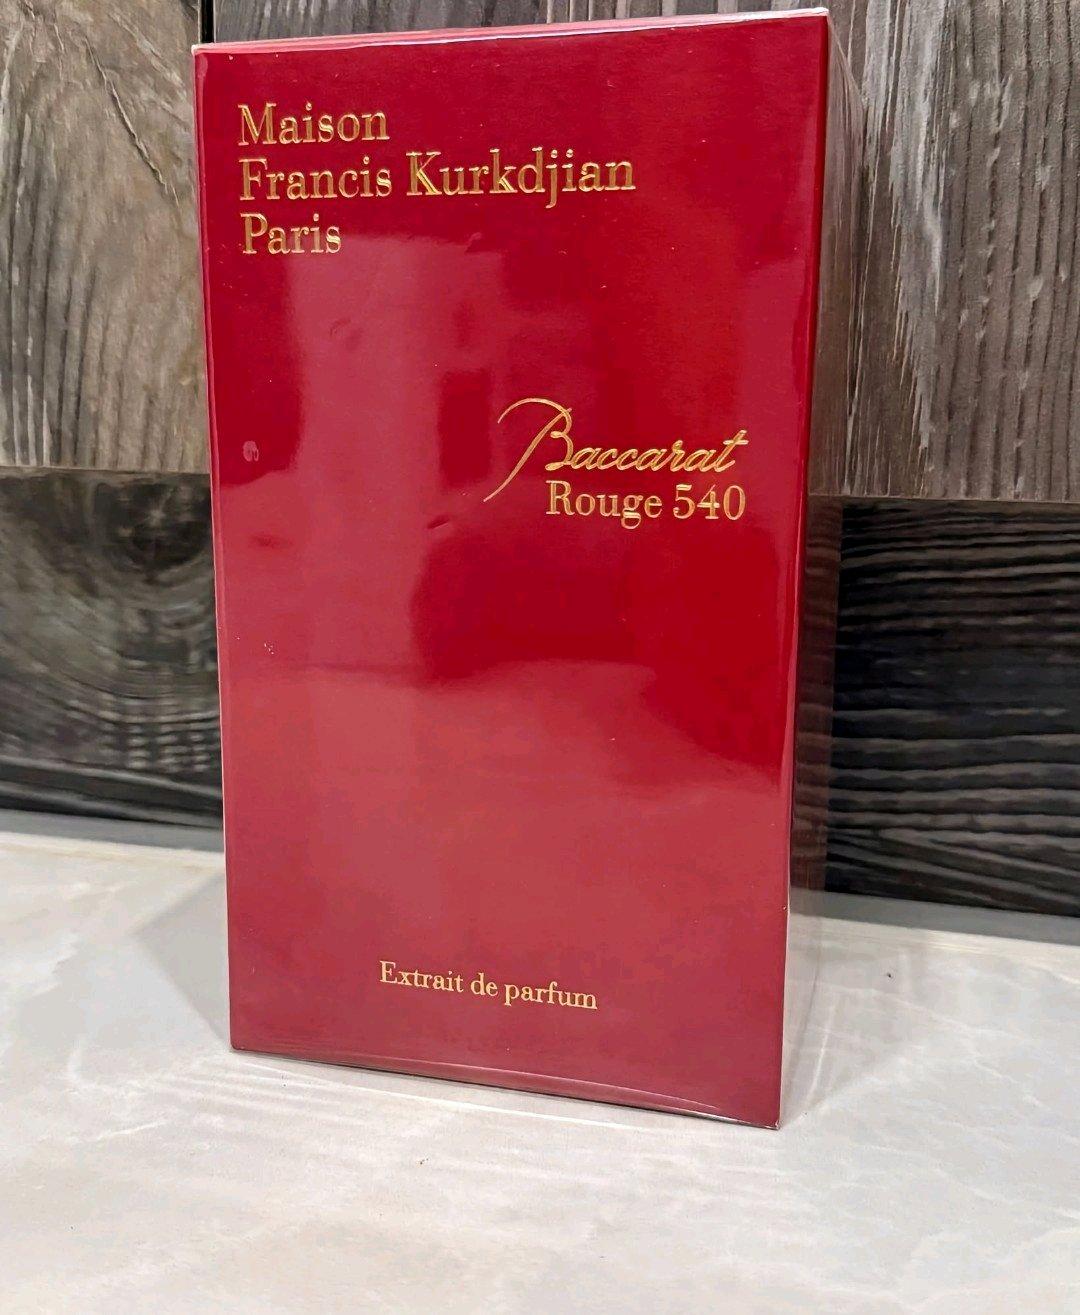 Maison
Francis Kurkdjian
Paris
Baccarat
Rouge 540
Extrait de parfum